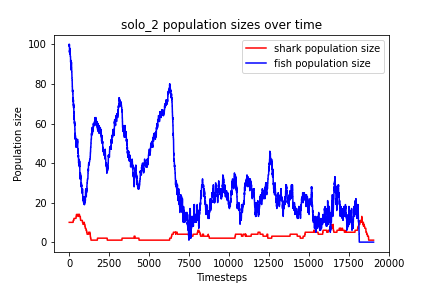 solo_2 population sizes over time
shark population size
fish population size
Population size
100
80
60
40
20
0
0 2500 5000 7500 10000 12500 15000 17500 20000
Timesteps